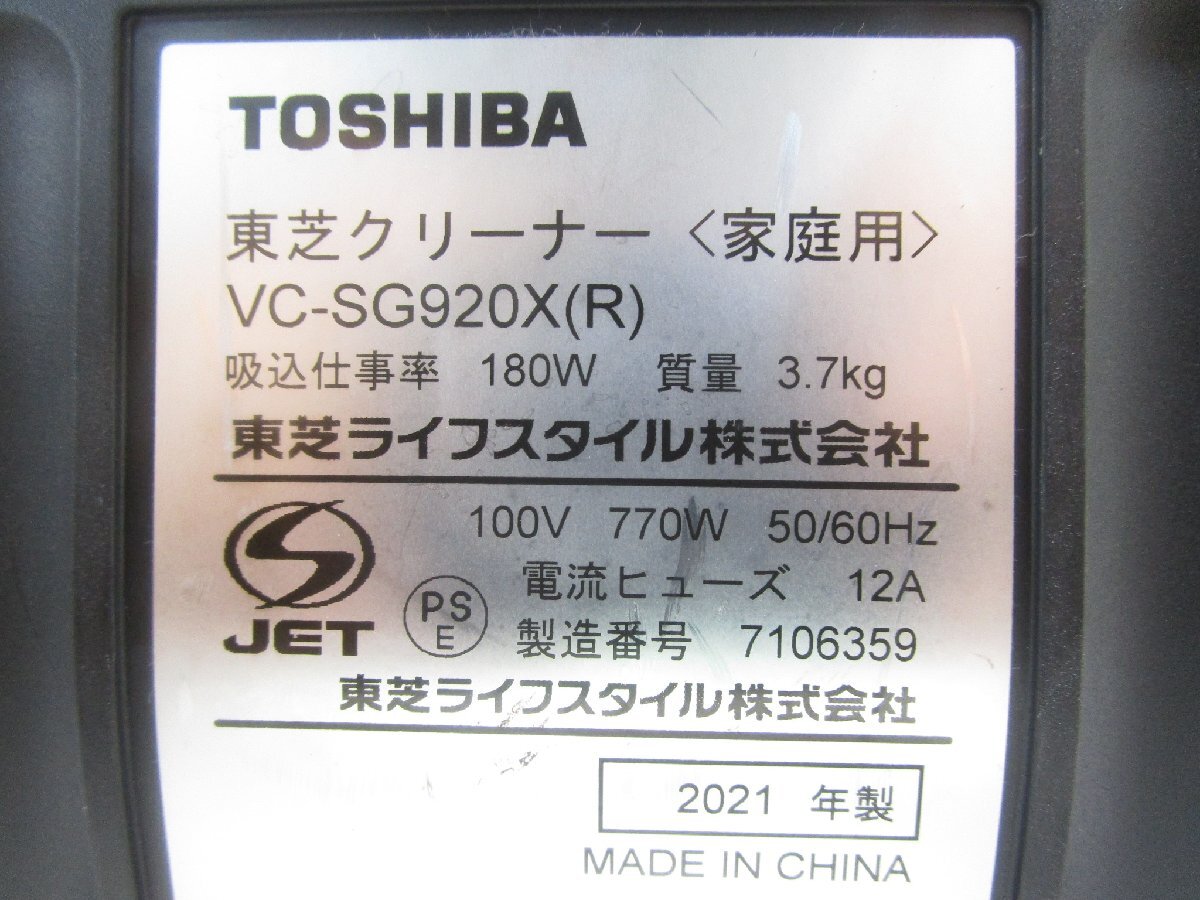 TOSHIBA
東芝クリーナー〈家庭用〉
VC-SG920X(R)
吸込仕事率 180W 質量 3.7kg
東芝ライフスタイル株式会社
100V 770W 50/60Hz
電流ヒューズ 12A
JET
PS
E
製造番号 7106359
東芝ライフスタイル株式会社
2021 年製
MADE IN CHINA